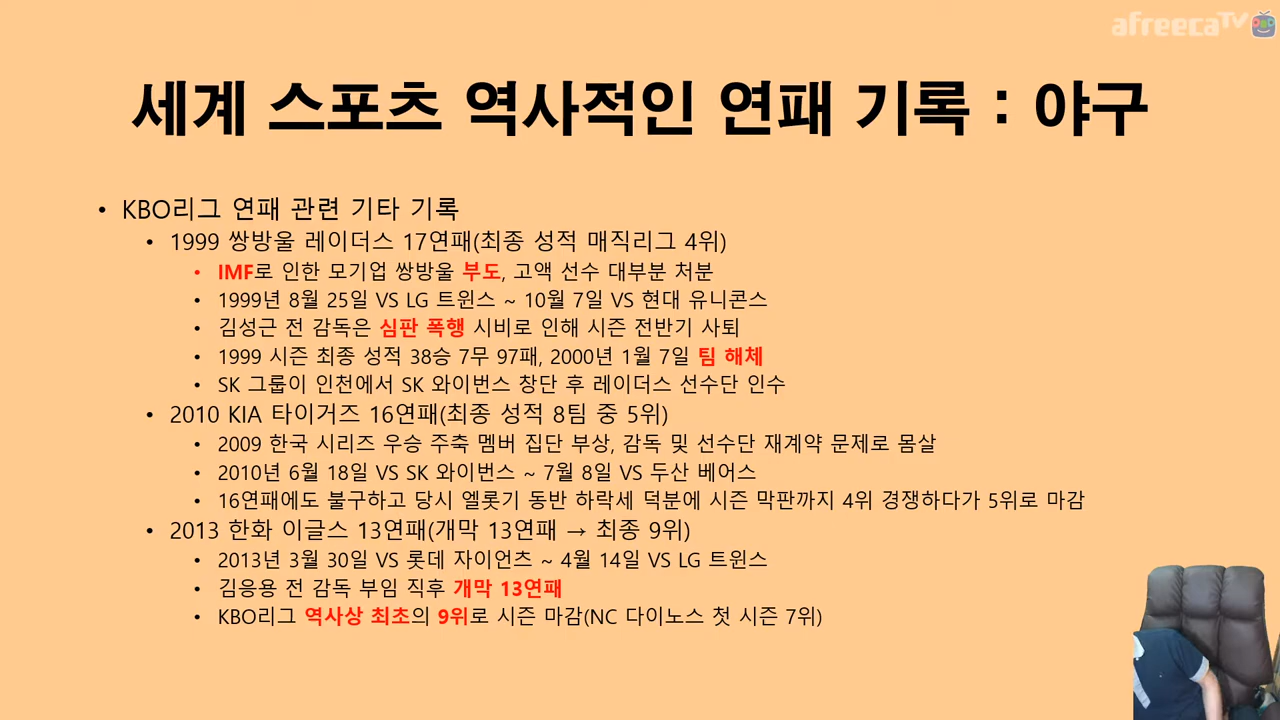 afreecaTV
세계 스포츠 역사적인 연패 기록 : 야구
• KBO리그 연패 관련 기타 기록
• 1999 쌍방울 레이더스 17연패(최종 성적 매직리그 4위)
• IMF로 인한 모기업 쌍방울 부도, 고액 선수 대부분 처분
• 1999년 8월 25일 VS LG 트윈스 ~ 10월 7일 VS 현대 유니콘스
• 김성근 전 감독은 심판 폭행 시비로 인해 시즌 전반기 사퇴
• 1999 시즌 최종 성적 38승 7무 97패, 2000년 1월 7일 팀 해체
• SK 그룹이 인천에서 SK 와이번스 창단 후 레이더스 선수단 인수
• 2010 KIA 타이거즈 16연패(최종 성적 8팀 중 5위)
• 2009 한국 시리즈 우승 주축 멤버 집단 부상, 감독 및 선수단 재계약 문제로 몸살
• 2010년 6월 18일 VS SK 와이번스 ~ 7월 8일 VS 두산 베어스
• 16연패에도 불구하고 당시 엘롯기 동반 하락세 덕분에 시즌 막판까지 4위 경쟁하다가 5위로 마감
• 2013 한화 이글스 13연패(개막 13연패 → 최종 9위)
• 2013년 3월 30일 VS 롯데 자이언츠 ~ 4월 14일 VS LG 트윈스
• 김응용 전 감독 부임 직후 개막 13연패
• KBO리그 역사상 최초의 9위로 시즌 마감(NC 다이노스 첫 시즌 7위)